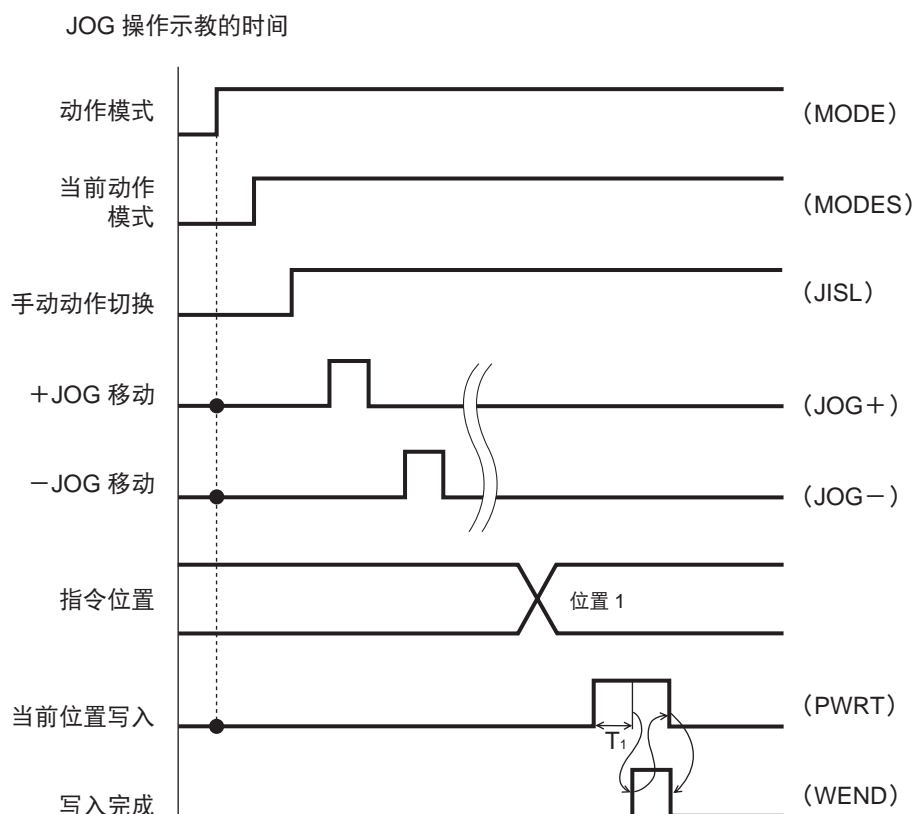 JOG 操作示教的时间
动作模式
（MODE）
当前动作
模式
（MODES）
手动动作切换
（JISL）
＋JOG 移动
（JOG＋）
－JOG 移动
（JOG－）
指令位置
位置 1
当前位置写入
（PWRT）
T1
写入完成
（WEND）